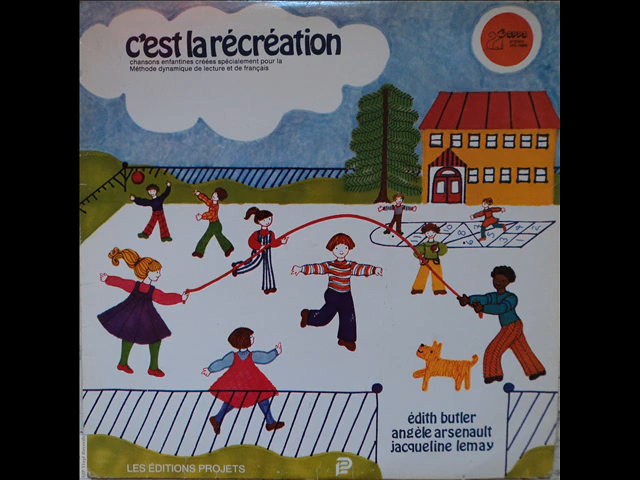 c'est la récréation
chansons enfantines créées spécialement pour la
Méthode dynamique de lecture et de français
édith butler
angèle arsenault
jacqueline lemay
LES ÉDITIONS PROJETS